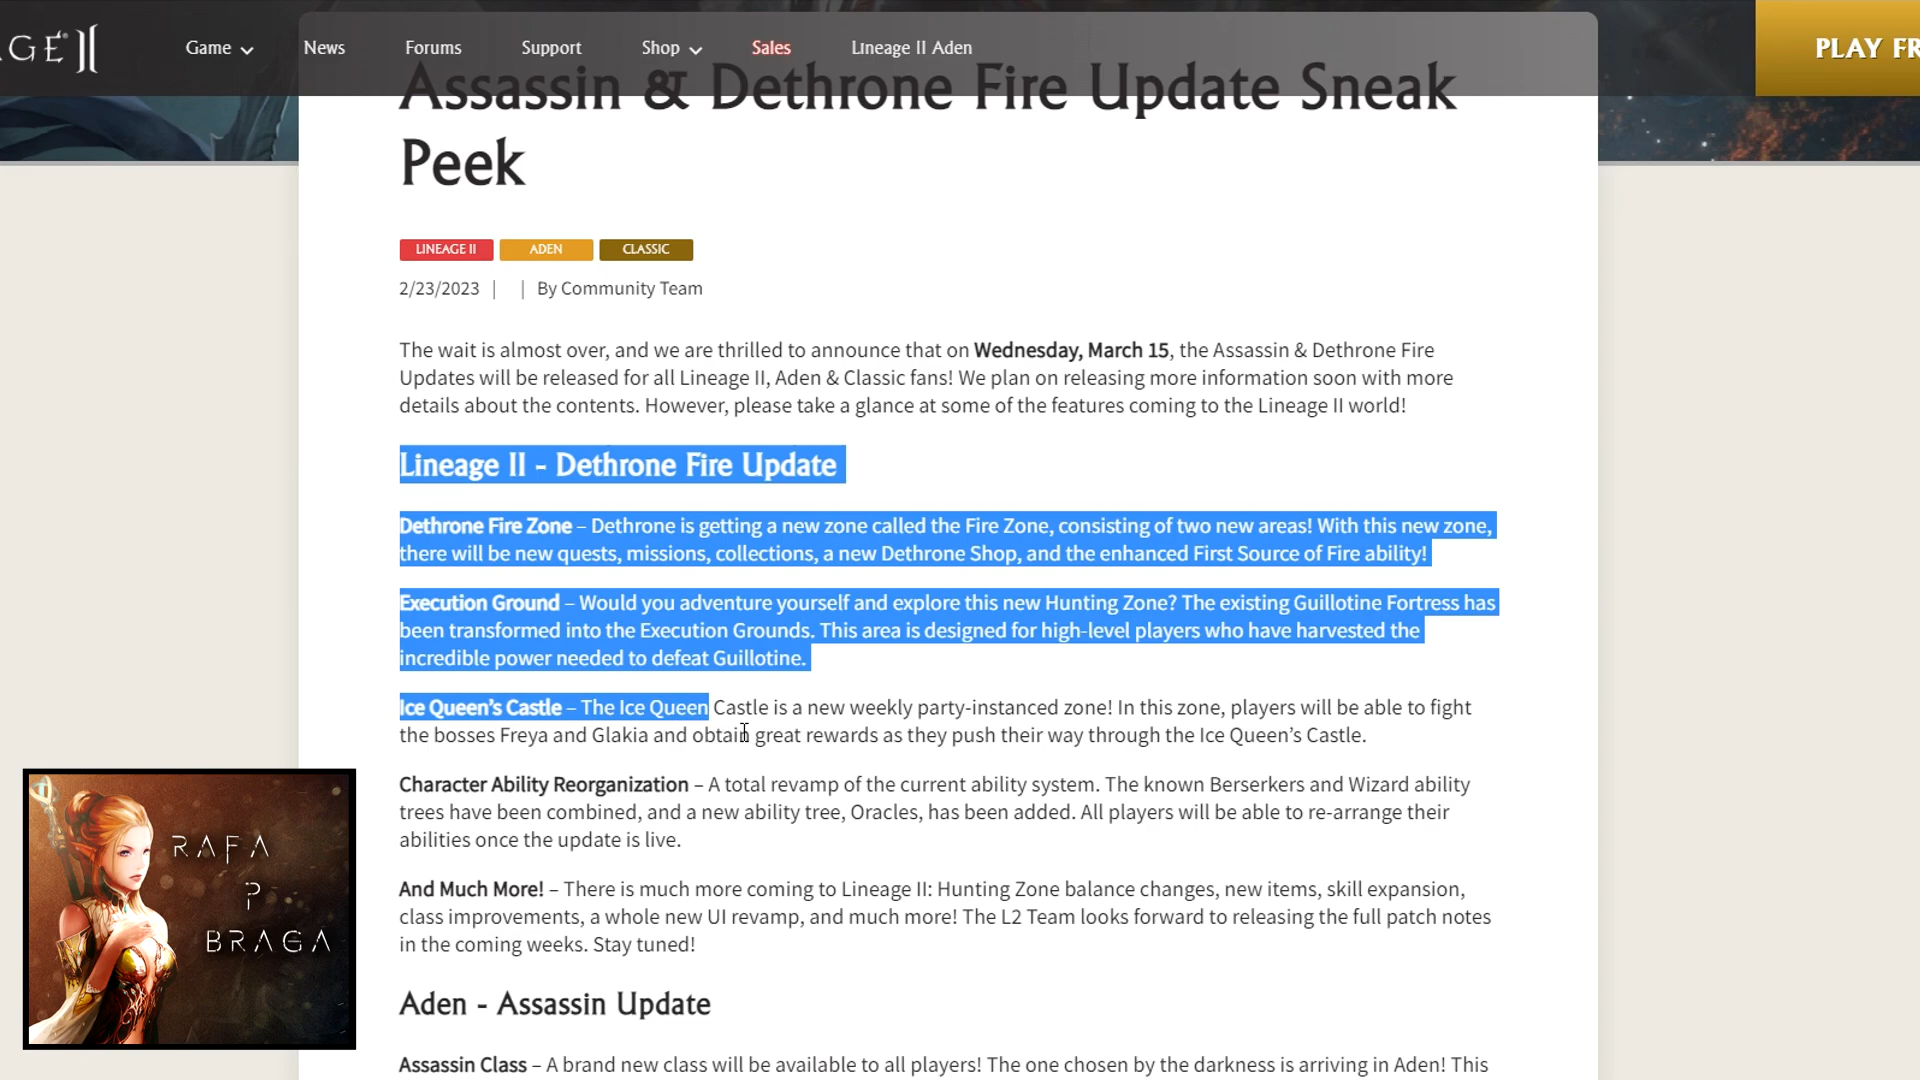 AGE II
Game
News
Forums
Support
Shop
Sales
Lineage II Aden
PLAY FR
Assassin & Dethrone Fire Update Sneak
Peek
LINEAGE II
ADEN
CLASSIC
2/23/2023 | | By Community Team
The wait is almost over, and we are thrilled to announce that on Wednesday, March 15, the Assassin & Dethrone Fire
Updates will be released for all Lineage II, Aden & Classic fans! We plan on releasing more information soon with more
details about the contents. However, please take a glance at some of the features coming to the Lineage II world!
Lineage II - Dethrone Fire Update
Dethrone Fire Zone – Dethrone is getting a new zone called the Fire Zone, consisting of two new areas! With this new zone,
there will be new quests, missions, collections, a new Dethrone Shop, and the enhanced First Source of Fire ability!
Execution Ground – Would you adventure yourself and explore this new Hunting Zone? The existing Guillotine Fortress has
been transformed into the Execution Grounds. This area is designed for high-level players who have harvested the
incredible power needed to defeat Guillotine.
Ice Queen’s Castle – The Ice Queen Castle is a new weekly party-instanced zone! In this zone, players will be able to fight
the bosses Freya and Glakia and obtain great rewards as they push their way through the Ice Queen’s Castle.
Character Ability Reorganization – A total revamp of the current ability system. The known Berserkers and Wizard ability
trees have been combined, and a new ability tree, Oracles, has been added. All players will be able to re-arrange their
abilities once the update is live.
And Much More! – There is much more coming to Lineage II: Hunting Zone balance changes, new items, skill expansion,
class improvements, a whole new UI revamp, and much more! The L2 Team looks forward to releasing the full patch notes
in the coming weeks. Stay tuned!
Aden - Assassin Update
Assassin Class – A brand new class will be available to all players! The one chosen by the darkness is arriving in Aden! This
RAFA
P
BRAGA